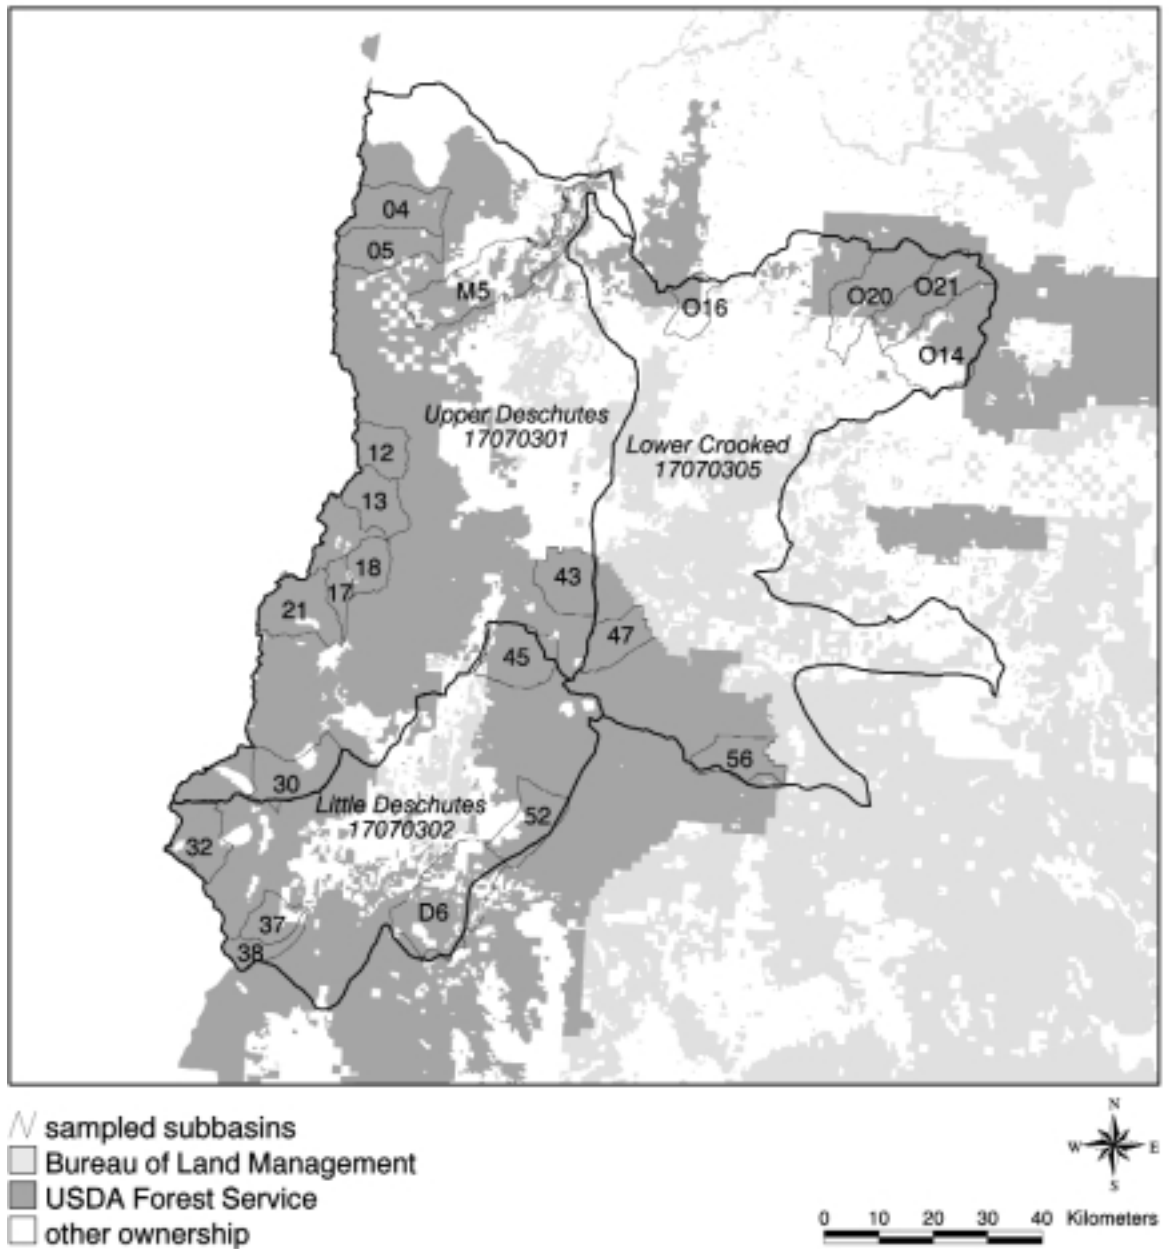 04
05
M5
O16
O20
O21
O14
Upper Deschutes
17070301
Lower Crooked
17070305
12
13
18
17
21
43
47
45
56
30
Little Deschutes
17070302
52
32
D6
37
38
sampled subbasins
Bureau of Land Management
USDA Forest Service
other ownership
N
W E
S
0 10 20 30 40 Kilometers